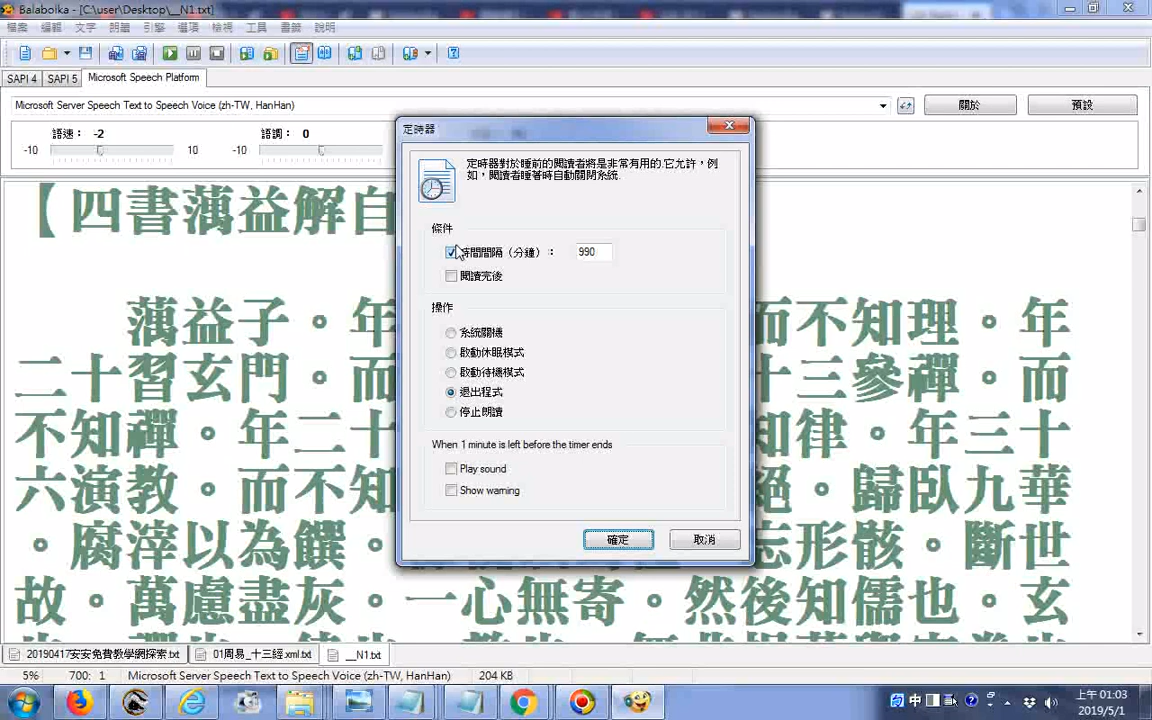 Balabolka - [C:\user\Desktop\__N1.txt]
檔案 編輯 文字 朗讀 引擎 選項 檢視 工具 書籤 說明
SAPI 4 SAPI 5 Microsoft Speech Platform
Microsoft Server Speech Text to Speech Voice (zh-TW, HanHan)
關於 預設
語速： -2 語調： 0
-10 10 -10
定時器
定時器對於睡前的閱讀者將是非常有用的.它允許，例
如，閱讀者睡著時自動關閉系統.
條件
時間間隔（分鐘）： 990
閱讀完後
操作
系統關機
啟動休眠模式
啟動待機模式
退出程式
停止朗讀
When 1 minute is left before the timer ends
Play sound
Show warning
確定 取消
【四書蕅益解自
蕅益子。年 而不知理。年
二十習玄門。而 十三參禪。而
不知禪。年二十 知律。年三十
六演教。而不知 絕。歸臥九華
。腐滓以為饌。 忘形骸。斷世
故。萬慮盡灰。一心無寄。然後知儒也。玄
20190417安安免費教學網探索.txt 01周易_十三經.xml.txt __N1.txt
5% 700: 1 Microsoft Server Speech Text to Speech Voice (zh-TW, HanHan) 204 KB
中
上午 01:03
2019/5/1